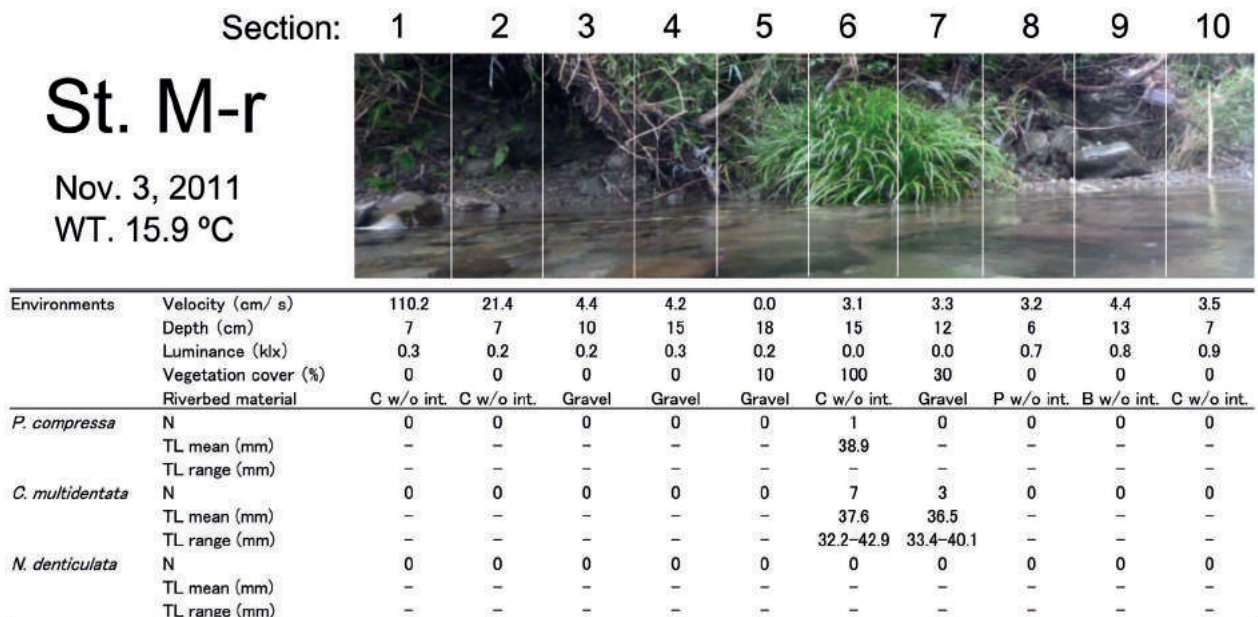 Section: 1 2 3 4 5 6 7 8 9 10
St. M-r
Nov. 3, 2011
WT. 15.9 ºC
Environments Velocity (cm/ s) 110.2 21.4 4.4 4.2 0.0 3.1 3.3 3.2 4.4 3.5
Depth (cm) 7 7 10 15 18 15 12 6 13 7
Luminance (klx) 0.3 0.2 0.2 0.3 0.2 0.0 0.0 0.7 0.8 0.9
Vegetation cover (%) 0 0 0 0 10 100 30 0 0 0
Riverbed material C w/o int. C w/o int. Gravel Gravel Gravel C w/o int. Gravel P w/o int. B w/o int. C w/o int.
P. compressa N 0 0 0 0 0 1 0 0 0 0
TL mean (mm) – – – – – 38.9 – – – –
TL range (mm) – – – – – – – – – –
C. multidentata N 0 0 0 0 0 7 3 0 0 0
TL mean (mm) – – – – – 37.6 36.5 – – –
TL range (mm) – – – – – 32.2–42.9 33.4–40.1 – – –
N. denticulata N 0 0 0 0 0 0 0 0 0 0
TL mean (mm) – – – – – – – – – –
TL range (mm) – – – – – – – – – –